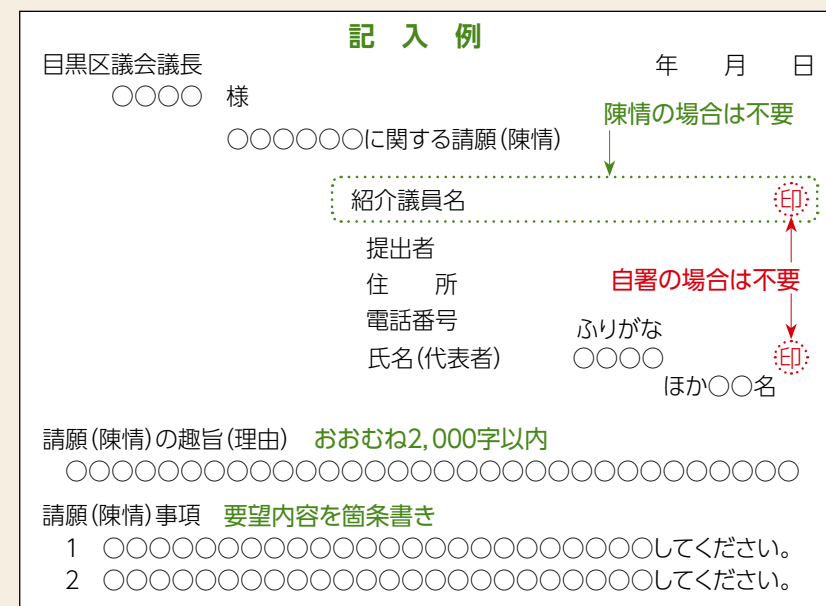 記入例
目黒区議会議長 年 月 日
○○○○ 様
陳情の場合は不要
○○○○○○に関する請願(陳情)
紹介議員名 印
提出者
住 所 自署の場合は不要
電話番号 ふりがな
氏名(代表者) ○○○○ 印
ほか○○名
請願(陳情)の趣旨(理由) おおむね2,000字以内
○○○○○○○○○○○○○○○○○○○○○○○○○○○○○○○○
請願(陳情)事項 要望内容を箇条書き
1 ○○○○○○○○○○○○○○○○○○○○○○○○してください。
2 ○○○○○○○○○○○○○○○○○○○○○○○○してください。